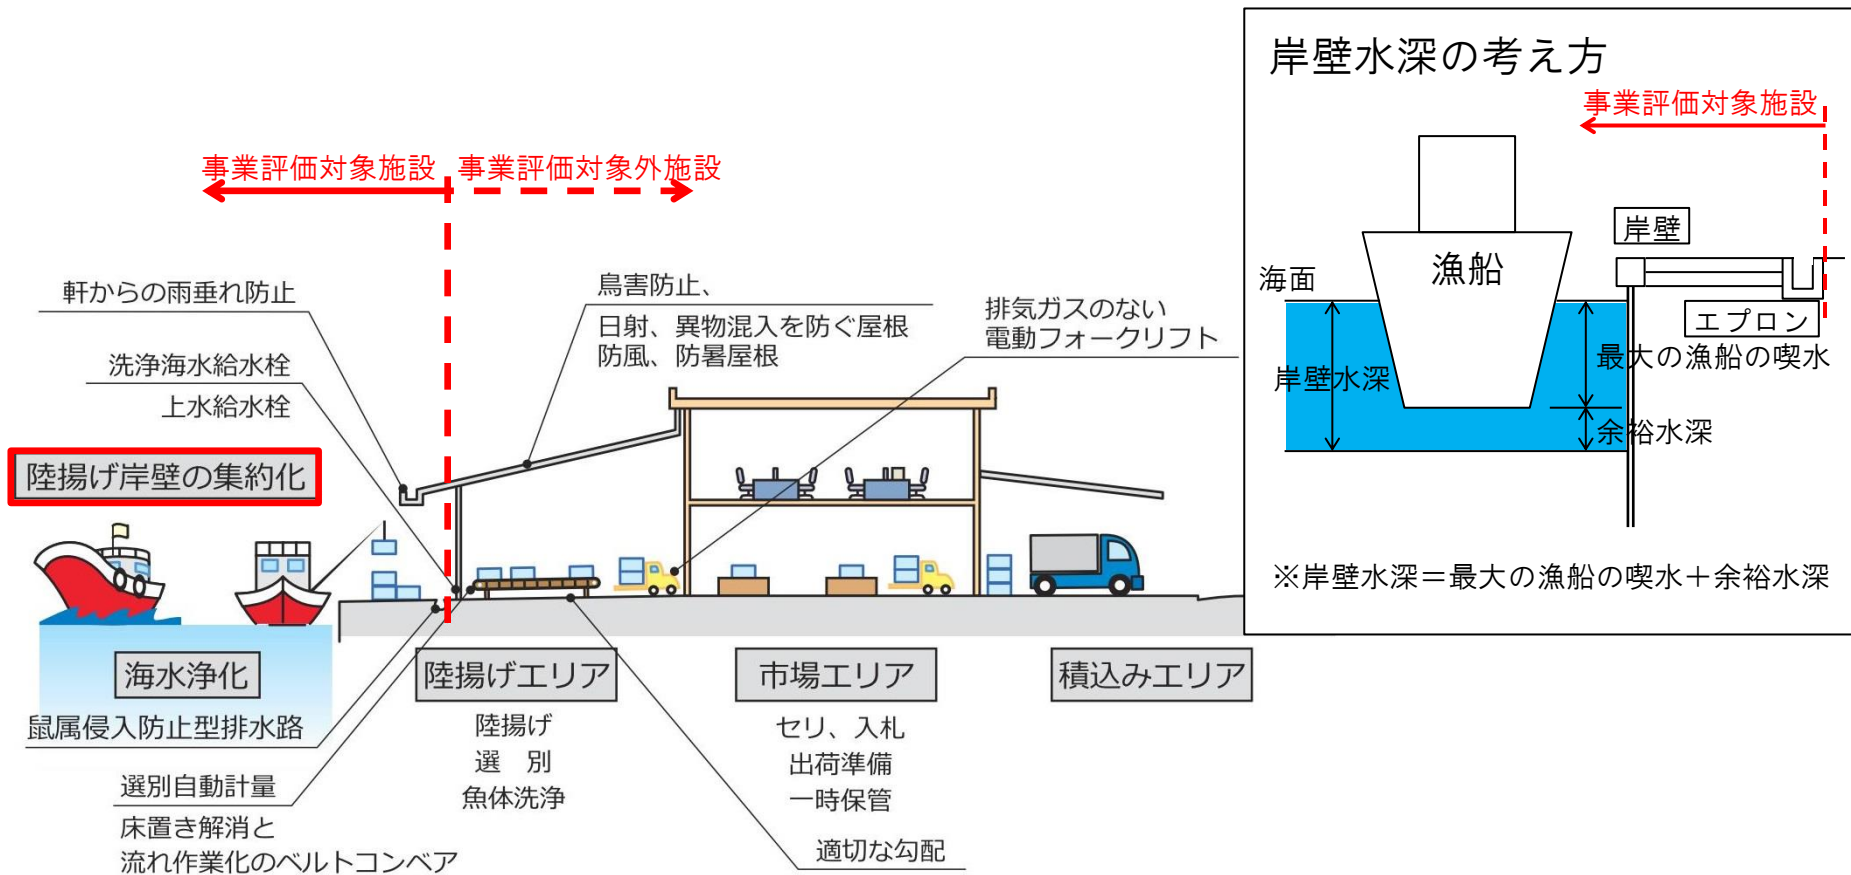 岸壁水深の考え方
事業評価対象施設
事業評価対象施設
事業評価対象外施設
岸壁
漁船
海面
エプロン
最大の漁船の喫水
岸壁水深
余裕水深
※岸壁水深＝最大の漁船の喫水＋余裕水深
軒からの雨垂れ防止
鳥害防止、
日射、異物混入を防ぐ屋根
防風、防暑屋根
排気ガスのない
電動フォークリフト
洗浄海水給水栓
上水給水栓
陸揚げ岸壁の集約化
海水浄化
陸揚げエリア
市場エリア
積込みエリア
鼠属侵入防止型排水路
陸揚げ
選　別
魚体洗浄
セリ、入札
出荷準備
一時保管
選別自動計量
床置き解消と
流れ作業化のベルトコンベア
適切な勾配